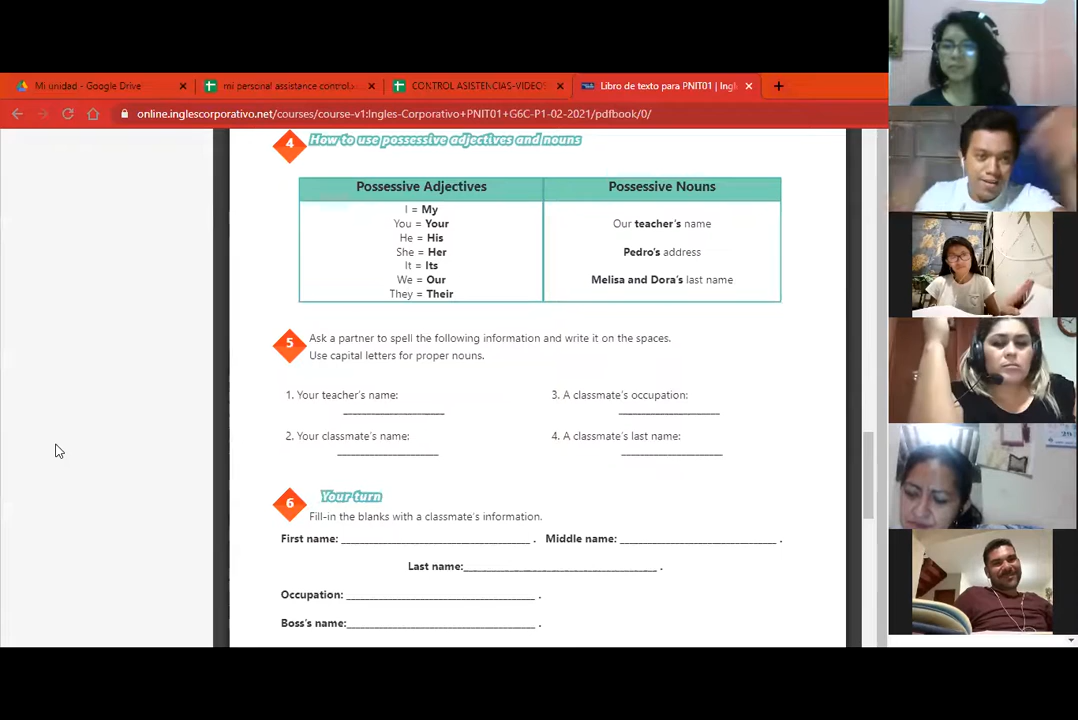 Mi unidad - Google Drive
mi personal assistance control.
CONTROL ASISTENCIAS-VIDEO
Libro de texto para PNIT01 | Ingl
online.inglescorporativo.net/courses/course-v1:Ingles-Corporativo+PNIT01+G6C-P1-02-2021/pdfbook/0/
4 How to use possessive adjectives and nouns
Possessive Adjectives
I = My
You = Your
He = His
She = Her
It = Its
We = Our
They = Their
Possessive Nouns
Our teacher's name
Pedro's address
Melisa and Dora's last name
5 Ask a partner to spell the following information and write it on the spaces.
Use capital letters for proper nouns.
1. Your teacher's name:
2. Your classmate's name:
3. A classmate's occupation:
4. A classmate's last name:
6 Your turn
Fill-in the blanks with a classmate's information.
First name: ______________________ . Middle name: ______________________ .
Last name:______________________ .
Occupation: ______________________ .
Boss's name:______________________ .